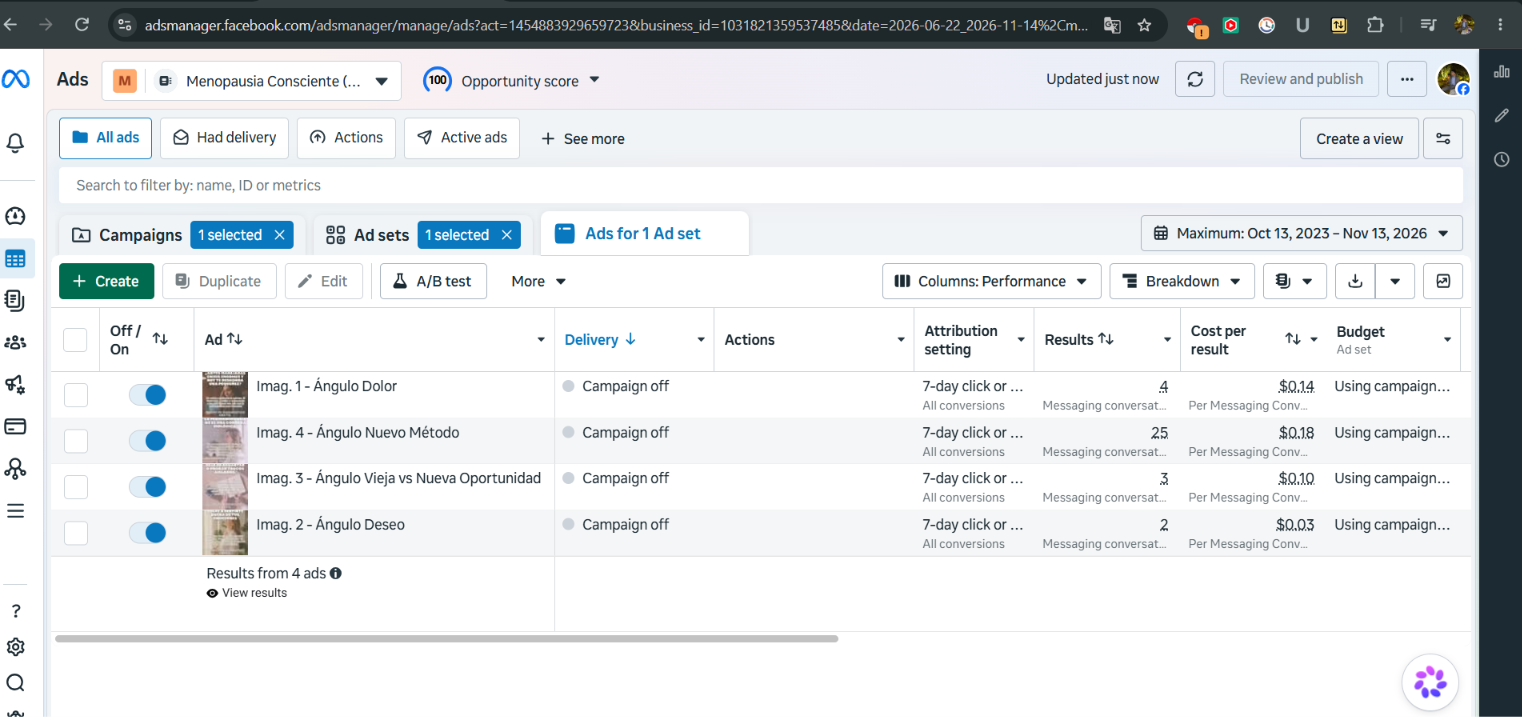 adsmanager.facebook.com/adsmanager/manage/ads?act=1454883929659723&business_id=1031821359537485&date=2026-06-22_2026-11-14%2Cm...
Ads
M
Menopausia Consciente (...
100
Opportunity score
Updated just now
Review and publish
All ads
Had delivery
Actions
Active ads
+ See more
Create a view
Search to filter by: name, ID or metrics
Campaigns 1 selected ×
Ad sets 1 selected ×
Ads for 1 Ad set
Maximum: Oct 13, 2023 – Nov 13, 2026
+ Create
Duplicate
Edit
A/B test
More
Columns: Performance
Breakdown
Off / On
Ad
Delivery ↓
Actions
Attribution setting
Results
Cost per result
Budget
Ad set
Imag. 1 - Ángulo Dolor
Campaign off
7-day click or ...
All conversions
4
Messaging conversat...
$0.14
Per Messaging Conv...
Using campaign...
Imag. 4 - Ángulo Nuevo Método
Campaign off
7-day click or ...
All conversions
25
Messaging conversat...
$0.18
Per Messaging Conv...
Using campaign...
Imag. 3 - Ángulo Vieja vs Nueva Oportunidad
Campaign off
7-day click or ...
All conversions
3
Messaging conversat...
$0.10
Per Messaging Conv...
Using campaign...
Imag. 2 - Ángulo Deseo
Campaign off
7-day click or ...
All conversions
2
Messaging conversat...
$0.03
Per Messaging Conv...
Using campaign...
Results from 4 ads
View results